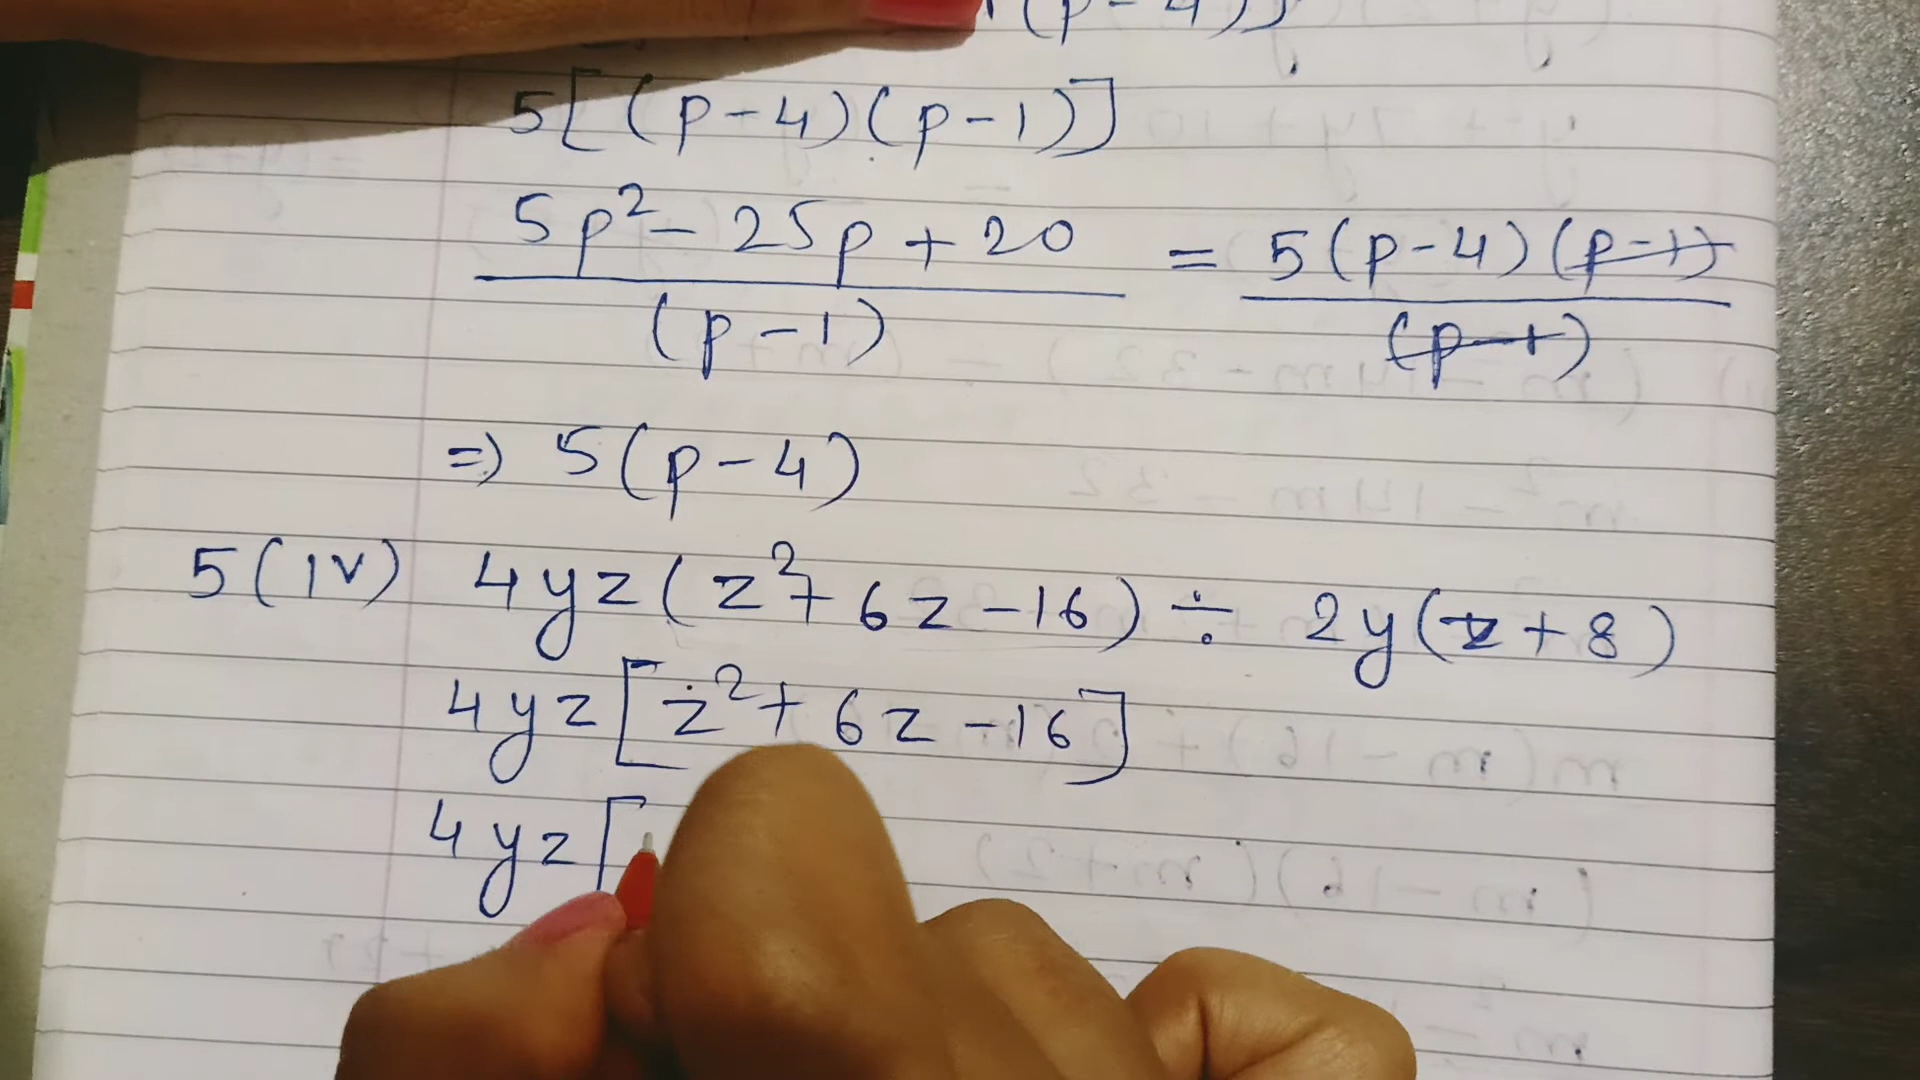 (p-4)]
5[(p-4)(p-1)]
5p²-25p+20 = 5(p-4)(p-1)
(p-1) (p-1)
=> 5(p-4)
5(IV) 4yz(z²+6z-16) ÷ 2y(z+8)
4yz[z²+6z-16]
4yz[